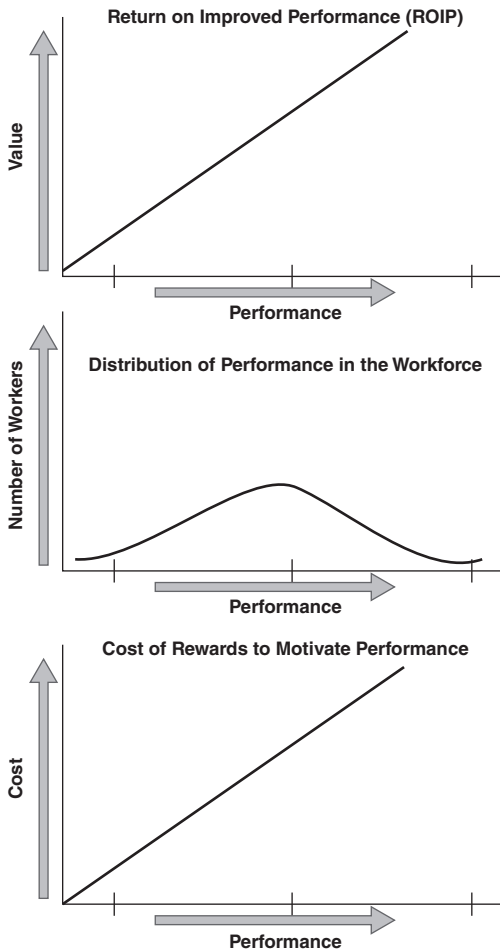 Return on Improved Performance (ROIP)
Value
Performance
Distribution of Performance in the Workforce
Number of Workers
Performance
Cost of Rewards to Motivate Performance
Cost
Performance